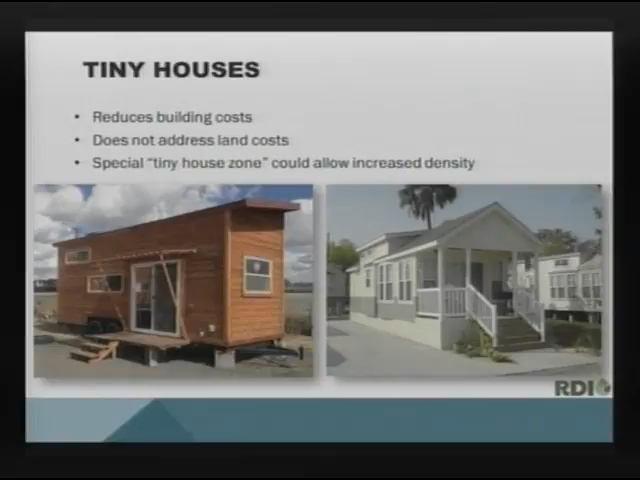 TINY HOUSES
• Reduces building costs
• Does not address land costs
• Special "tiny house zone" could allow increased density
RDI